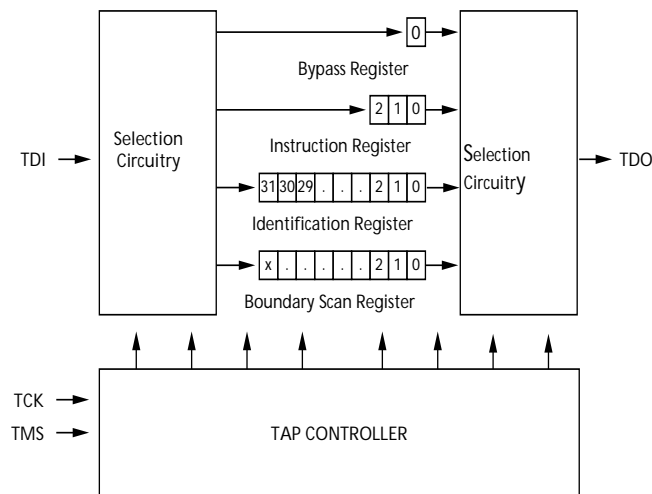 0
Bypass Register
2 1 0
Selection
Circuitry
Selection
Circuitry
TDI
TDO
Instruction Register
31 30 29 . . . 2 1 0
Identification Register
x . . . . . 2 1 0
Boundary Scan Register
TCK
TMS
TAP CONTROLLER